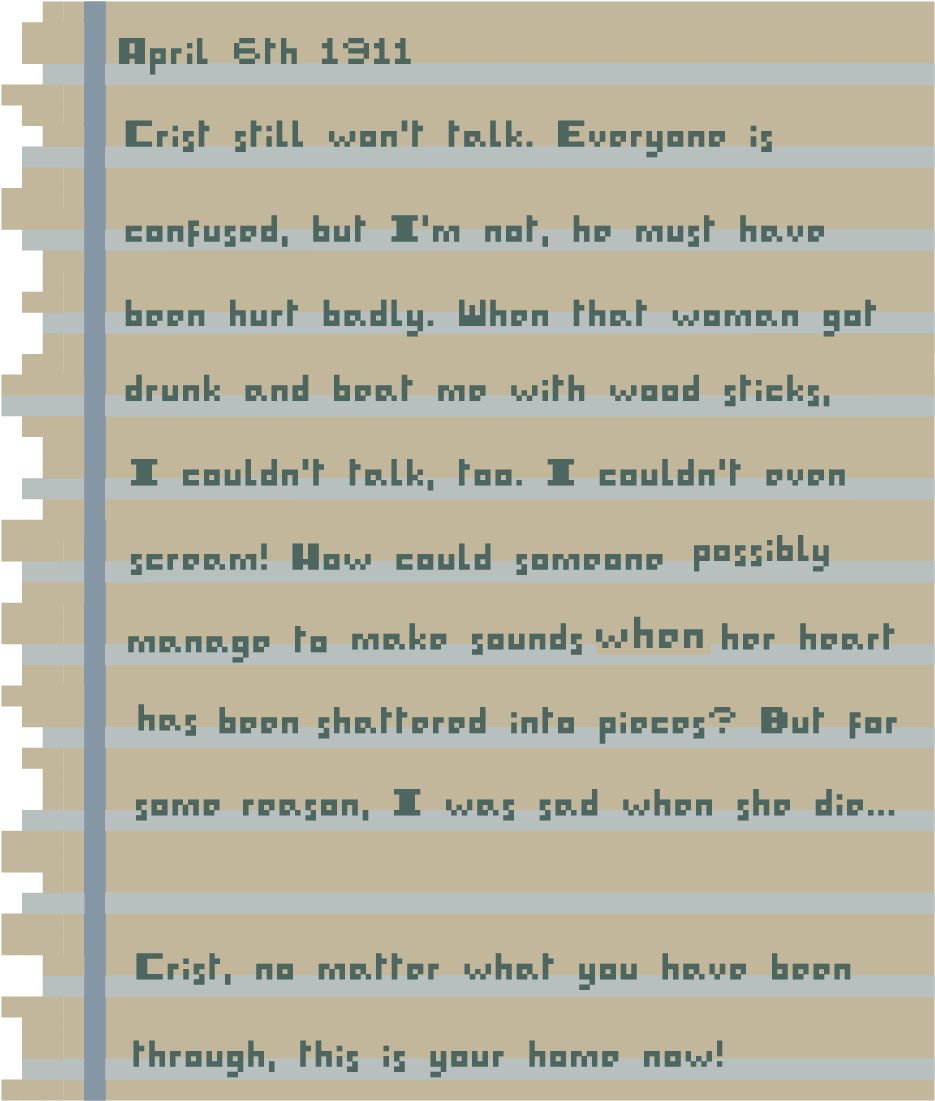 April 6th 1911
Crist still won't talk. Everyone is
confused, but I'm not, he must have
been hurt badly. When that woman got
drunk and beat me with wood sticks,
I couldn't talk, too. I couldn't even
scream! How could someone possibly
manage to make sounds when her heart
has been shattered into pieces? But for
some reason, I was sad when she die...
Crist, no matter what you have been
through, this is your home now!